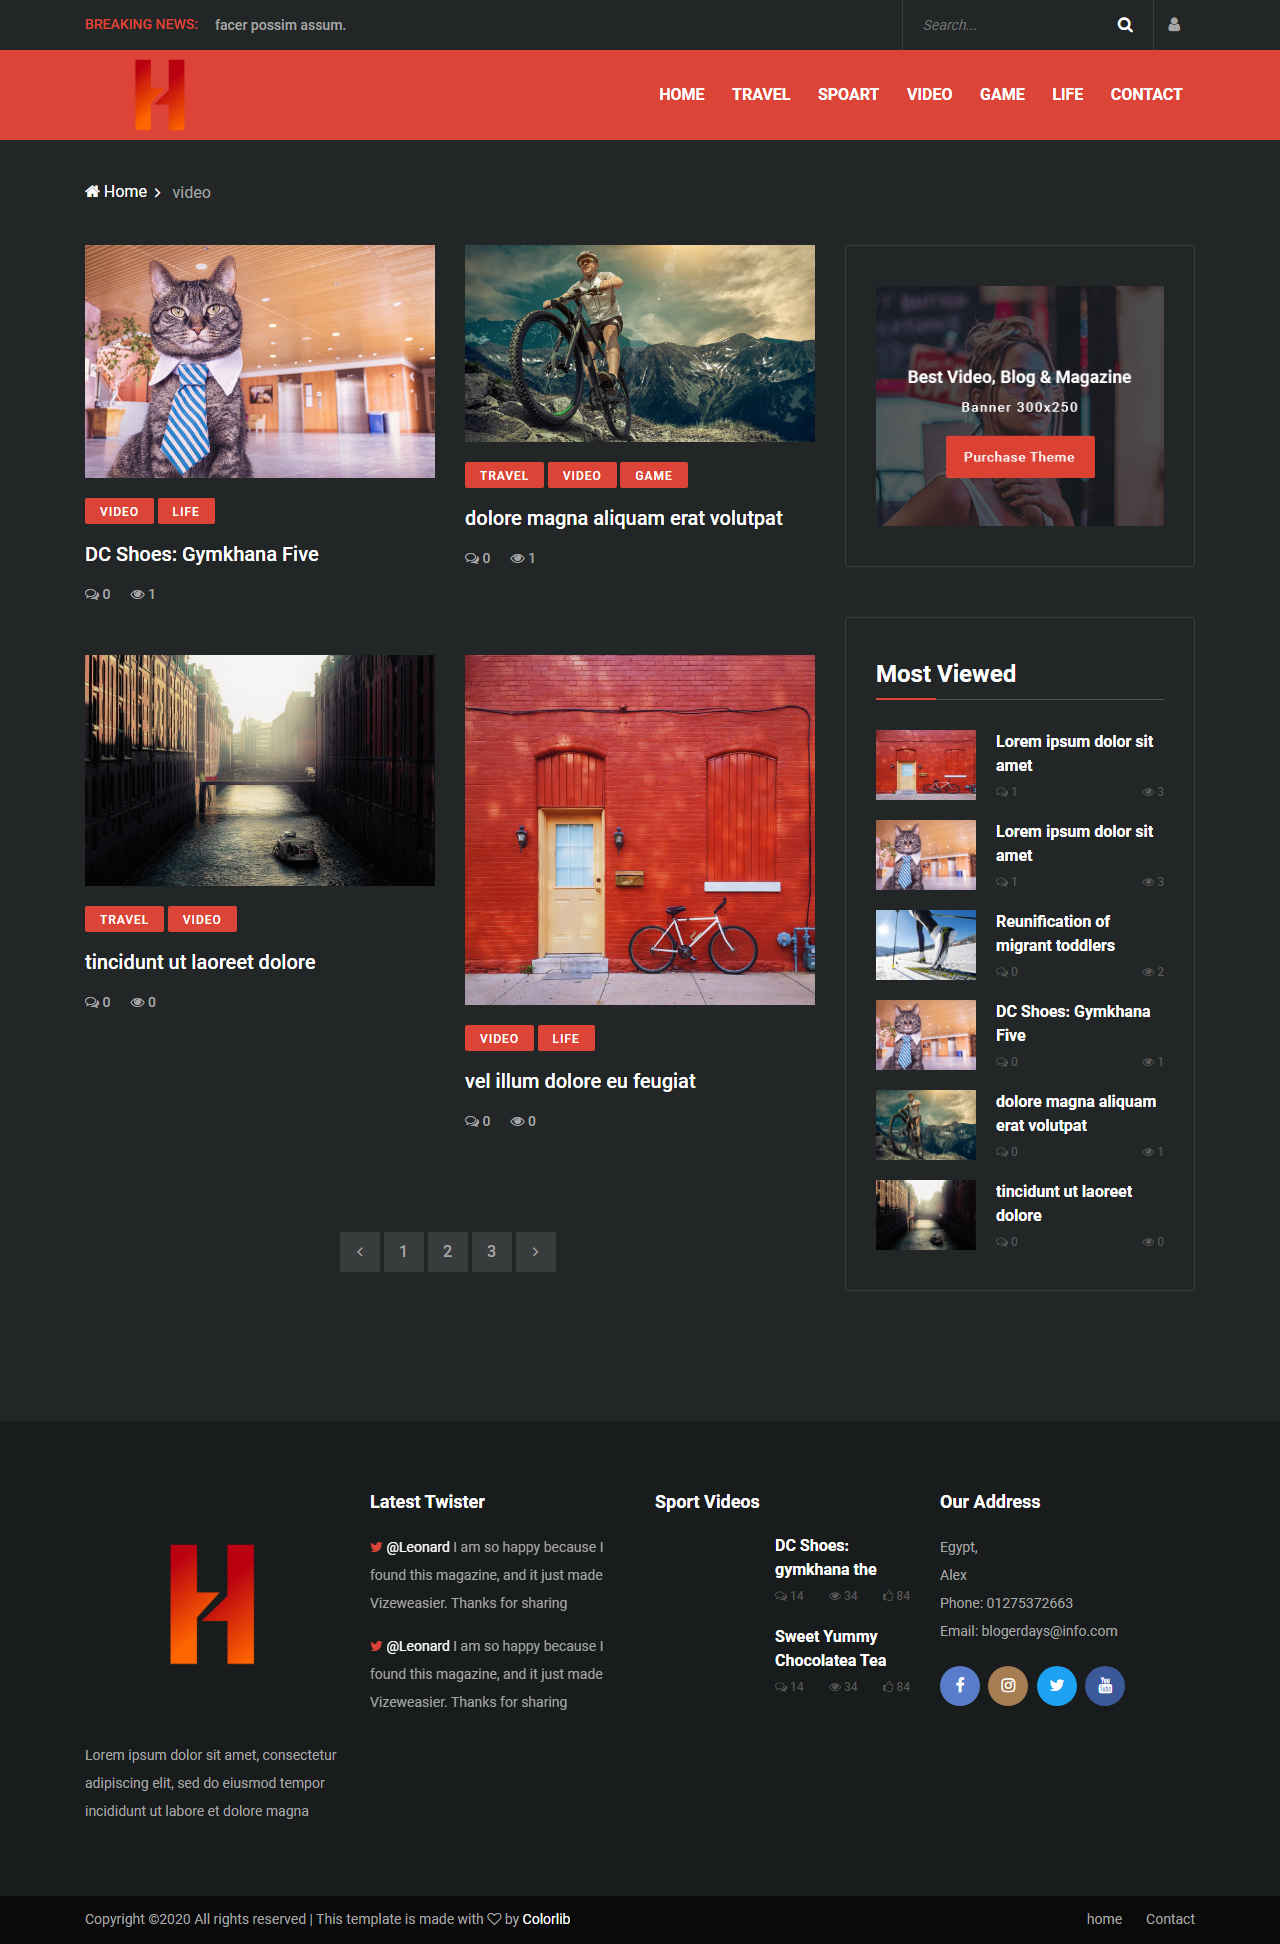 BREAKING NEWS: facer possim assum.
Search...
HOME TRAVEL SPOART VIDEO GAME LIFE CONTACT
Home video
VIDEO LIFE
DC Shoes: Gymkhana Five
0 1
TRAVEL VIDEO GAME
dolore magna aliquam erat volutpat
0 1
TRAVEL VIDEO
tincidunt ut laoreet dolore
0 0
VIDEO LIFE
vel illum dolore eu feugiat
0 0
1 2 3
Best Video, Blog & Magazine
Banner 300x250
Purchase Theme
Most Viewed
Lorem ipsum dolor sit
amet
1 3
Lorem ipsum dolor sit
amet
1 3
Reunification of
migrant toddlers
0 2
DC Shoes: Gymkhana
Five
0 1
dolore magna aliquam
erat volutpat
0 1
tincidunt ut laoreet
dolore
0 0
Lorem ipsum dolor sit amet, consectetur
adipiscing elit, sed do eiusmod tempor
incididunt ut labore et dolore magna
Latest Twister
@Leonard I am so happy because I
found this magazine, and it just made
Vizeweasier. Thanks for sharing
@Leonard I am so happy because I
found this magazine, and it just made
Vizeweasier. Thanks for sharing
Sport Videos
DC Shoes:
gymkhana the
14 34 84
Sweet Yummy
Chocolatea Tea
14 34 84
Our Address
Egypt,
Alex
Phone: 01275372663
Email: blogerdays@info.com
Copyright ©2020 All rights reserved | This template is made with ♡ by Colorlib
home Contact